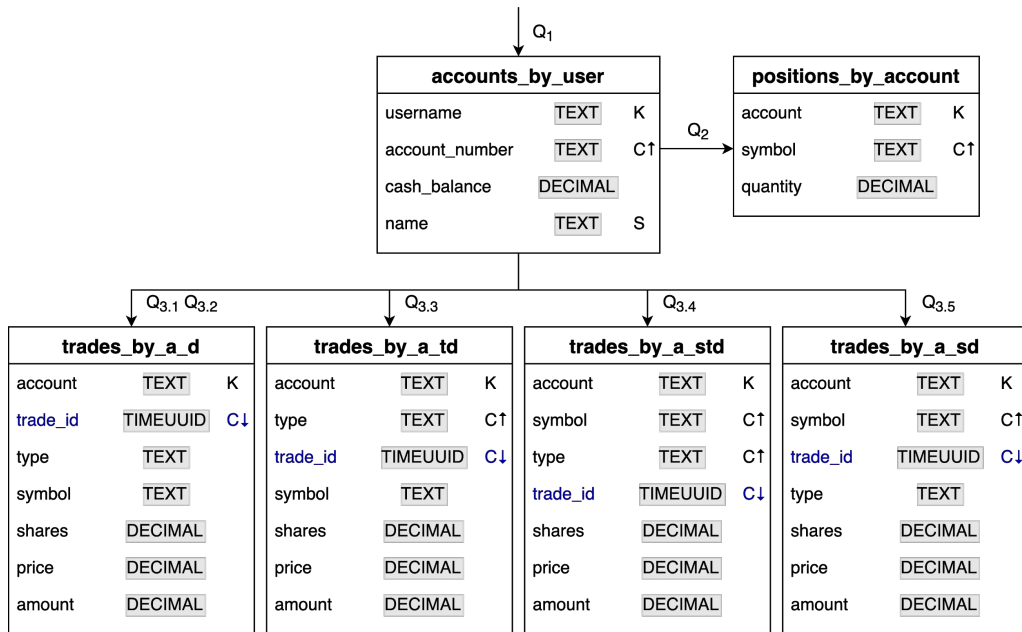 Q1
accounts_by_user
username TEXT K
account_number TEXT C↑
cash_balance DECIMAL
name TEXT S
Q2
positions_by_account
account TEXT K
symbol TEXT C↑
quantity DECIMAL
Q3.1 Q3.2
Q3.3
Q3.4
Q3.5
trades_by_a_d
account TEXT K
trade_id TIMEUUID C↓
type TEXT
symbol TEXT
shares DECIMAL
price DECIMAL
amount DECIMAL
trades_by_a_td
account TEXT K
type TEXT C↑
trade_id TIMEUUID C↓
symbol TEXT
shares DECIMAL
price DECIMAL
amount DECIMAL
trades_by_a_std
account TEXT K
symbol TEXT C↑
type TEXT C↑
trade_id TIMEUUID C↓
shares DECIMAL
price DECIMAL
amount DECIMAL
trades_by_a_sd
account TEXT K
symbol TEXT C↑
trade_id TIMEUUID C↓
type TEXT
shares DECIMAL
price DECIMAL
amount DECIMAL